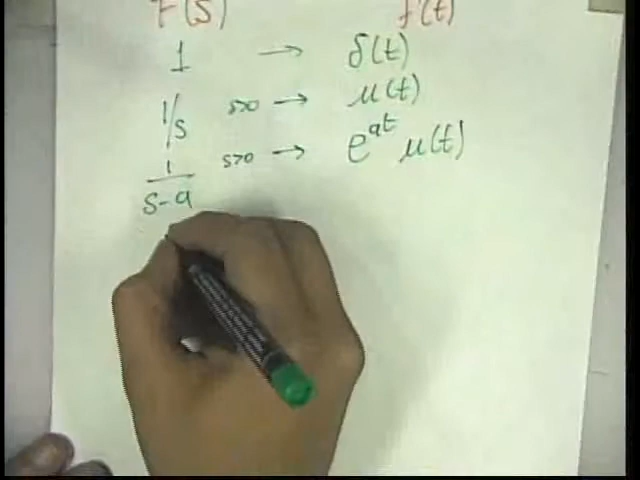 F(s) f(t)
1 → δ(t)
1/s s>0 → u(t)
1/(s-a) s>0 → e^{at} u(t)